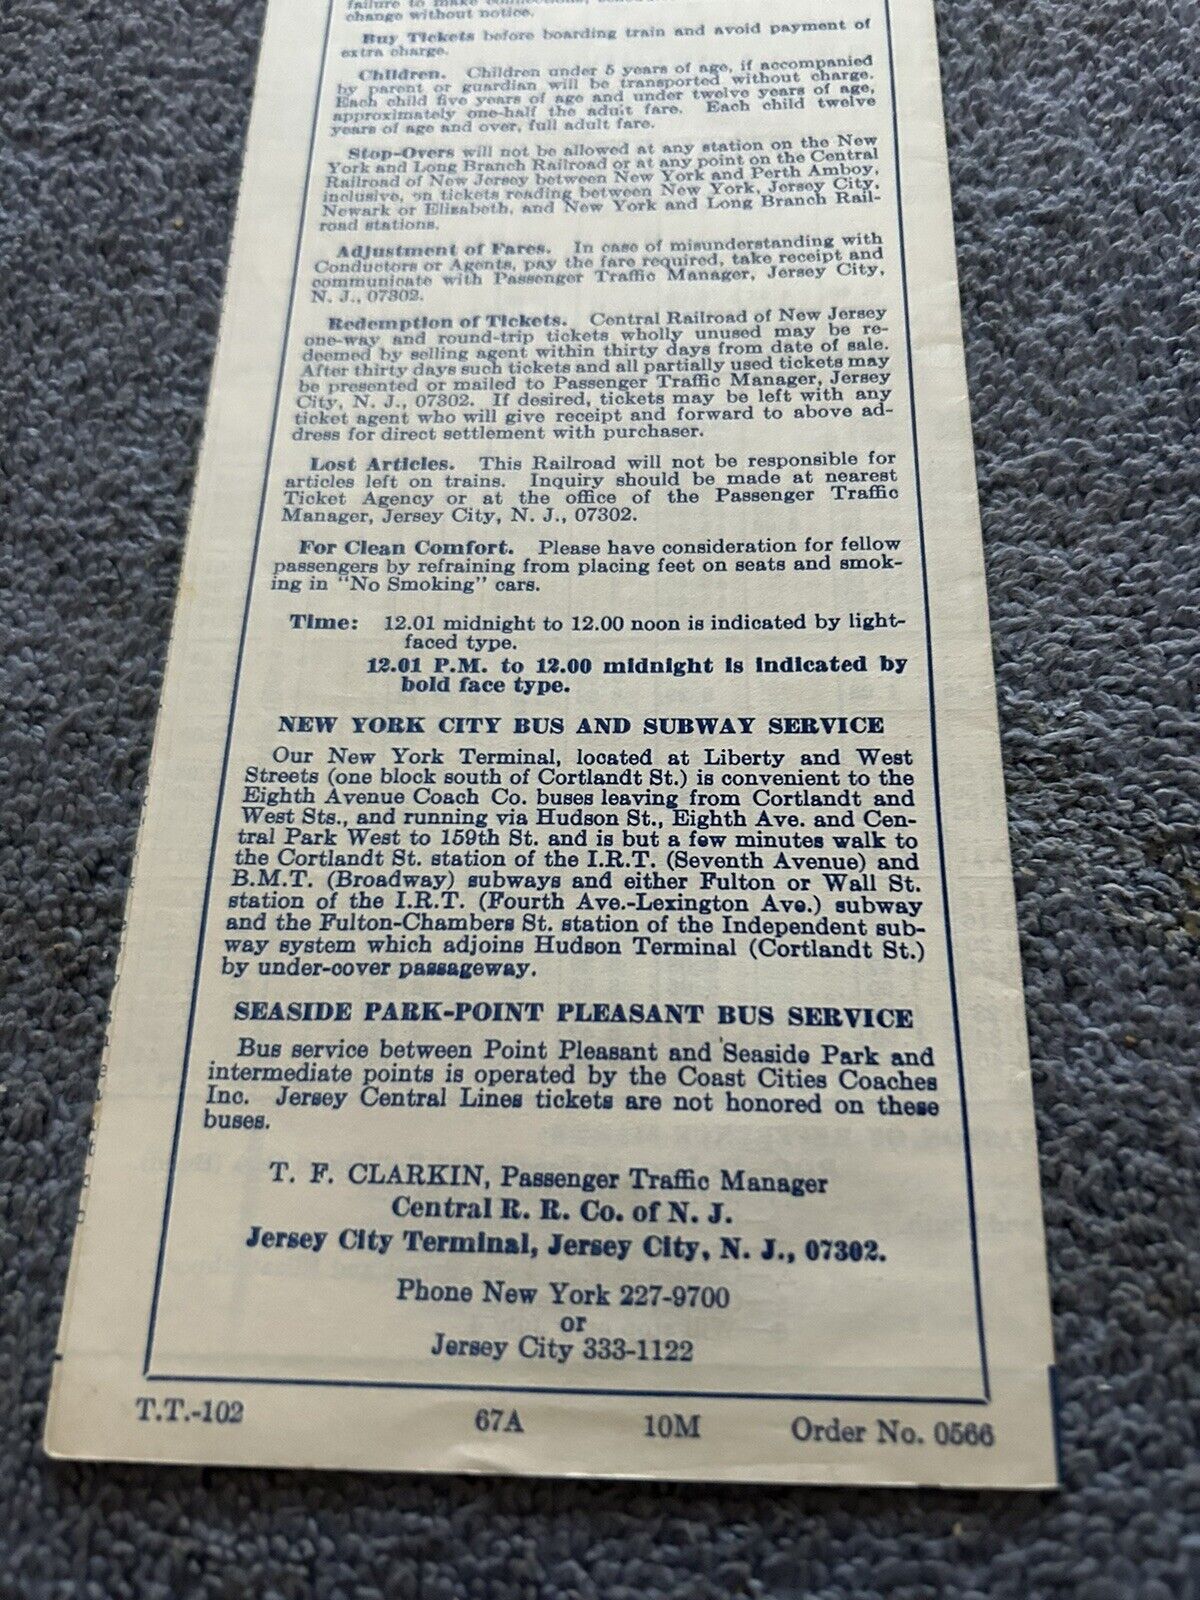 failure to make connections,
change without notice.
Buy Tickets before boarding train and avoid payment of
extra charge.
Children. Children under 5 years of age, if accompanied
by parent or guardian will be transported without charge.
Each child five years of age and under twelve years of age,
approximately one-half the adult fare. Each child twelve
years of age and over, full adult fare.
Stop-Overs will not be allowed at any station on the New
York and Long Branch Railroad or at any point on the Central
Railroad of New Jersey between New York and Perth Amboy,
inclusive, on tickets reading between New York, Jersey City,
Newark or Elizabeth, and New York and Long Branch Rail-
road stations.
Adjustment of Fares. In case of misunderstanding with
Conductors or Agents, pay the fare required, take receipt and
communicate with Passenger Traffic Manager, Jersey City,
N. J., 07302.
Redemption of Tickets. Central Railroad of New Jersey
one-way and round-trip tickets wholly unused may be re-
deemed by selling agent within thirty days from date of sale.
After thirty days such tickets and all partially used tickets may
be presented or mailed to Passenger Traffic Manager, Jersey
City, N. J., 07302. If desired, tickets may be left with any
ticket agent who will give receipt and forward to above ad-
dress for direct settlement with purchaser.
Lost Articles. This Railroad will not be responsible for
articles left on trains. Inquiry should be made at nearest
Ticket Agency or at the office of the Passenger Traffic
Manager, Jersey City, N. J., 07302.
For Clean Comfort. Please have consideration for fellow
passengers by refraining from placing feet on seats and smok-
ing in "No Smoking" cars.
Time: 12.01 midnight to 12.00 noon is indicated by light-
faced type.
12.01 P.M. to 12.00 midnight is indicated by
bold face type.
NEW YORK CITY BUS AND SUBWAY SERVICE
Our New York Terminal, located at Liberty and West
Streets (one block south of Cortlandt St.) is convenient to the
Eighth Avenue Coach Co. buses leaving from Cortlandt and
West Sts., and running via Hudson St., Eighth Ave. and Cen-
tral Park West to 159th St. and is but a few minutes walk to
the Cortlandt St. station of the I.R.T. (Seventh Avenue) and
B.M.T. (Broadway) subways and either Fulton or Wall St.
station of the I.R.T. (Fourth Ave.-Lexington Ave.) subway
and the Fulton-Chambers St. station of the Independent sub-
way system which adjoins Hudson Terminal (Cortlandt St.)
by under-cover passageway.
SEASIDE PARK-POINT PLEASANT BUS SERVICE
Bus service between Point Pleasant and Seaside Park and
intermediate points is operated by the Coast Cities Coaches
Inc. Jersey Central Lines tickets are not honored on these
buses.
T. F. CLARKIN, Passenger Traffic Manager
Central R. R. Co. of N. J.
Jersey City Terminal, Jersey City, N. J., 07302.
Phone New York 227-9700
or
Jersey City 333-1122
T.T.-102 67A 10M Order No. 0566